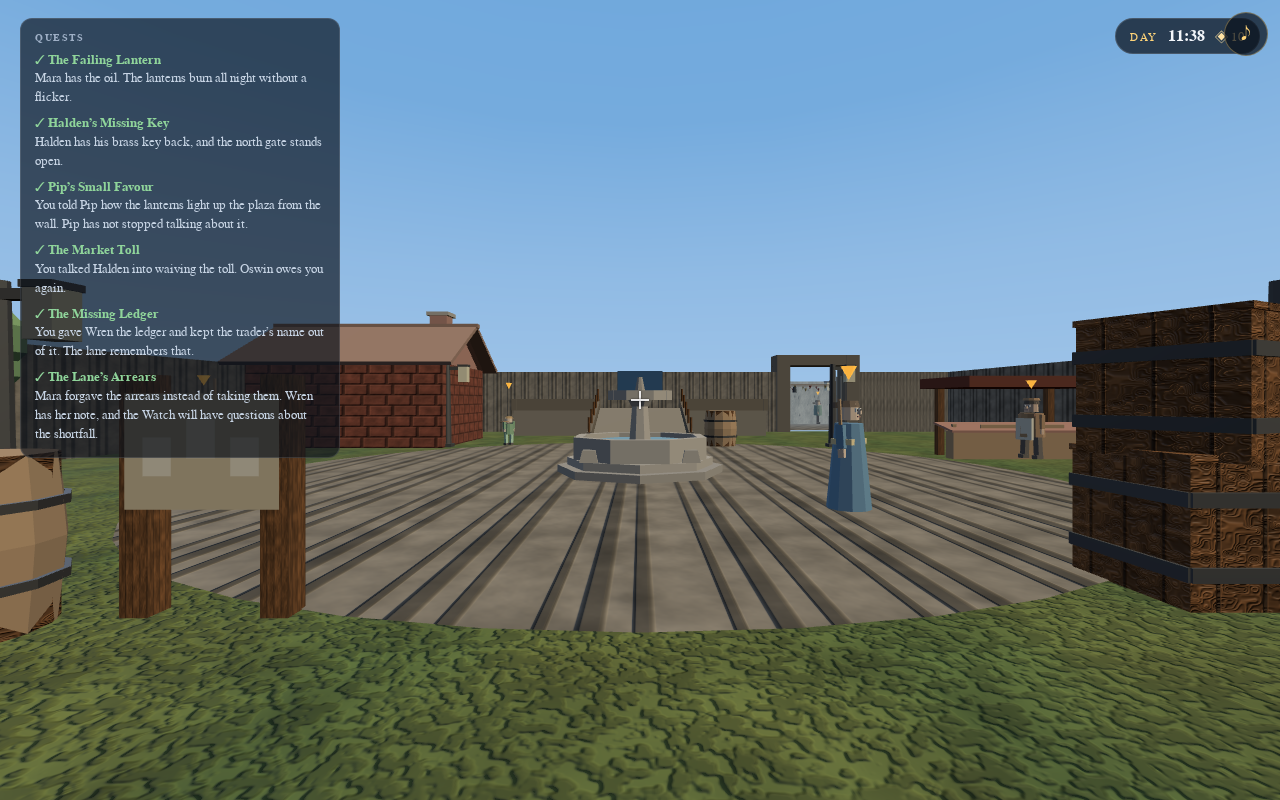 QUESTS
✓ The Failing Lantern
Mara has the oil. The lanterns burn all night without a
flicker.
✓ Halden's Missing Key
Halden has his brass key back, and the north gate stands
open.
✓ Pip's Small Favour
You told Pip how the lanterns light up the plaza from the
wall. Pip has not stopped talking about it.
✓ The Market Toll
You talked Halden into waiving the toll. Oswin owes you
again.
✓ The Missing Ledger
You gave Wren the ledger and kept the trader's name out
of it. The lane remembers that.
✓ The Lane's Arrears
Mara forgave the arrears instead of taking them. Wren
has her note, and the Watch will have questions about
the shortfall.
DAY 11:38